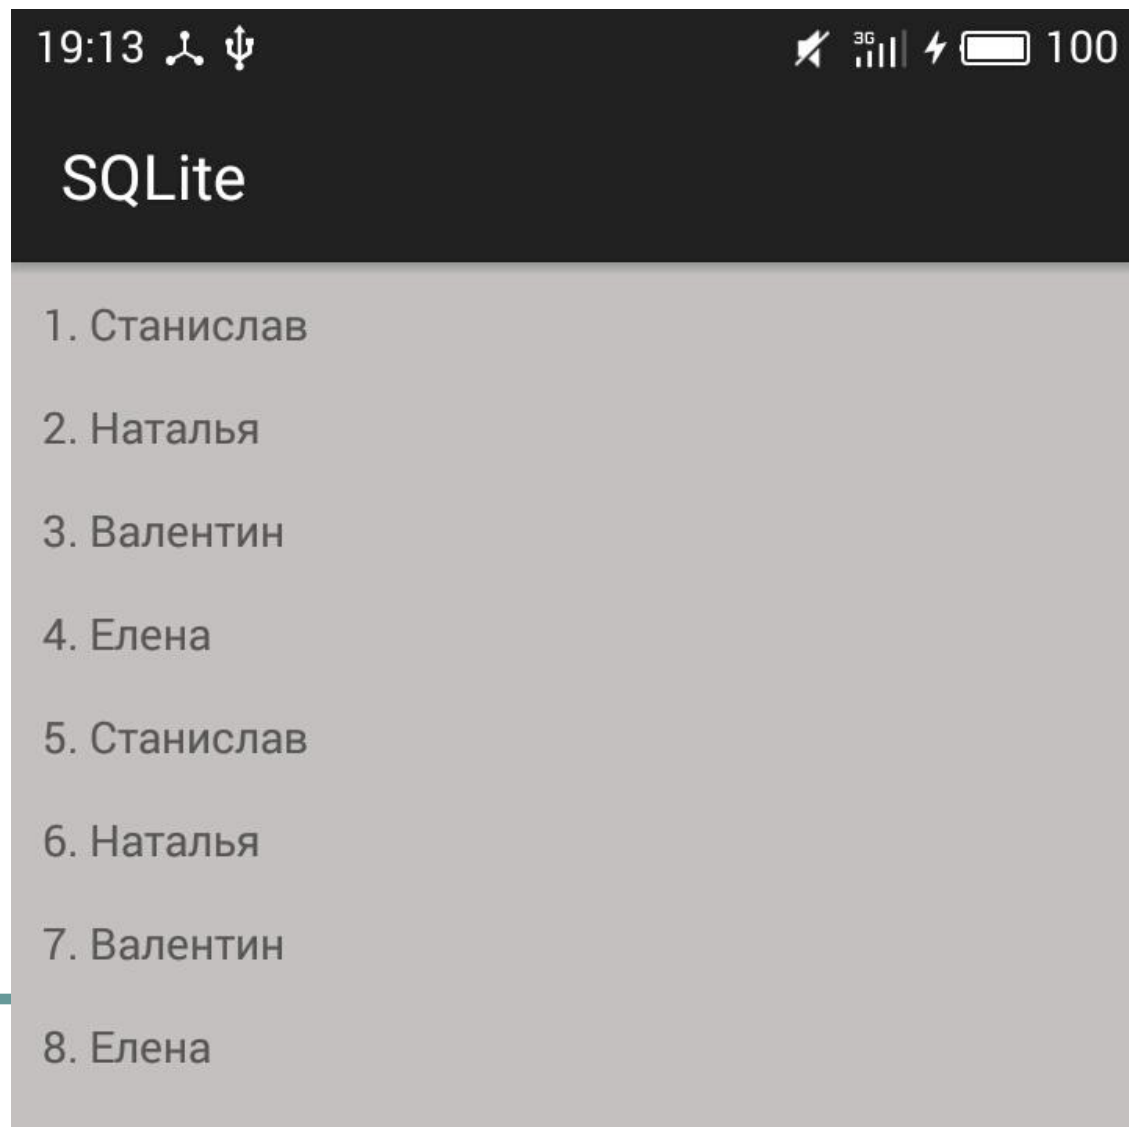 19:13 3G 100
SQLite
1. Станислав
2. Наталья
3. Валентин
4. Елена
5. Станислав
6. Наталья
7. Валентин
8. Елена